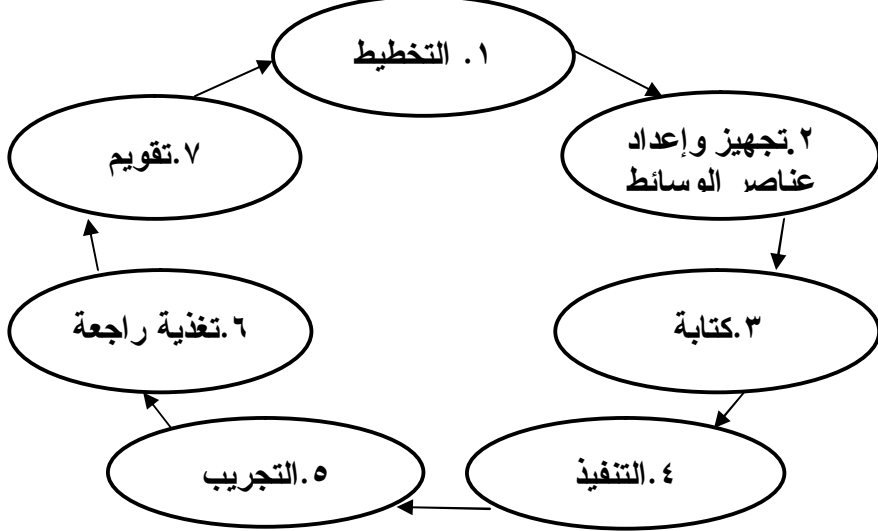 ١. التخطيط
٢.تجهيز وإعداد
عناصر الوسائط
٣.كتابة
٤.التنفيذ
٥.التجريب
٦.تغذية راجعة
٧.تقويم